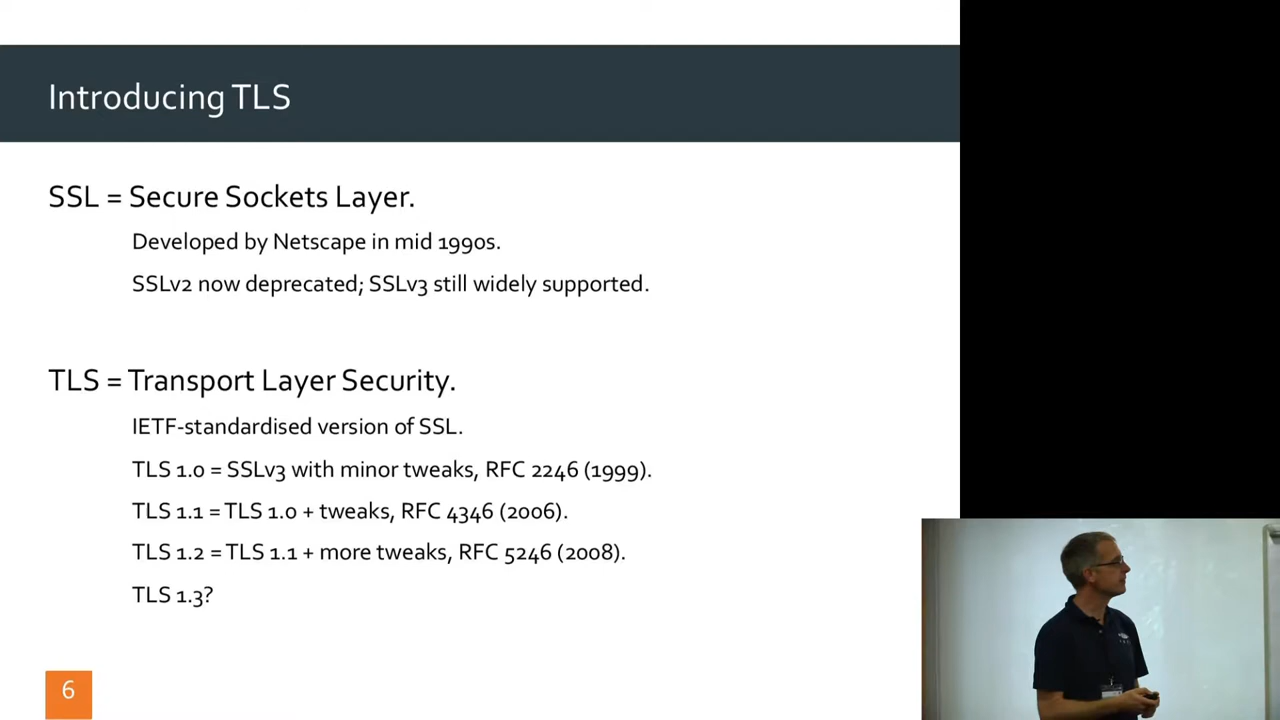 Introducing TLS
SSL = Secure Sockets Layer.
Developed by Netscape in mid 1990s.
SSLv2 now deprecated; SSLv3 still widely supported.
TLS = Transport Layer Security.
IETF-standardised version of SSL.
TLS 1.0 = SSLv3 with minor tweaks, RFC 2246 (1999).
TLS 1.1 = TLS 1.0 + tweaks, RFC 4346 (2006).
TLS 1.2 = TLS 1.1 + more tweaks, RFC 5246 (2008).
TLS 1.3?
6